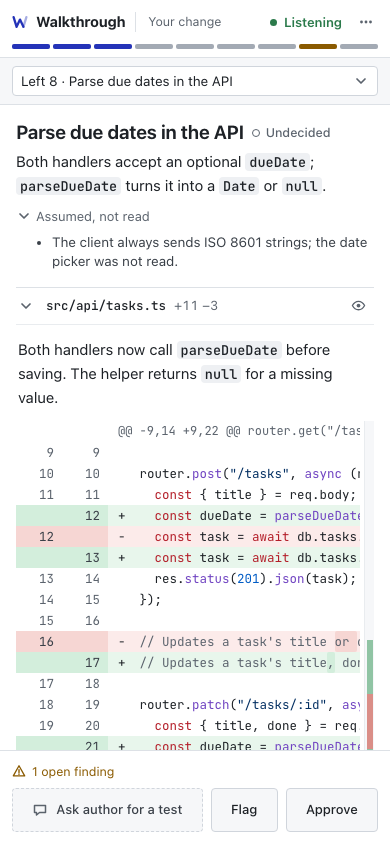 Walkthrough Your change Listening
Left 8 · Parse due dates in the API
Parse due dates in the API Undecided
Both handlers accept an optional dueDate;
parseDueDate turns it into a Date or null.
Assumed, not read
• The client always sends ISO 8601 strings; the date
picker was not read.
src/api/tasks.ts +11 −3
Both handlers now call parseDueDate before
saving. The helper returns null for a missing
value.
@@ -9,14 +9,22 @@ router.get("/tas
9 9
10 10 router.post("/tasks", async (r
11 11 const { title } = req.body;
12 + const dueDate = parseDueDate
12 - const task = await db.tasks.
13 + const task = await db.tasks.
13 14 res.status(201).json(task);
14 15 });
15 16
16 - // Updates a task's title or d
17 + // Updates a task's title, don
17 18
18 19 router.patch("/tasks/:id", asy
19 20 const { title, done } = req
21 + const dueDate = parseDueDate
1 open finding
Ask author for a test Flag Approve